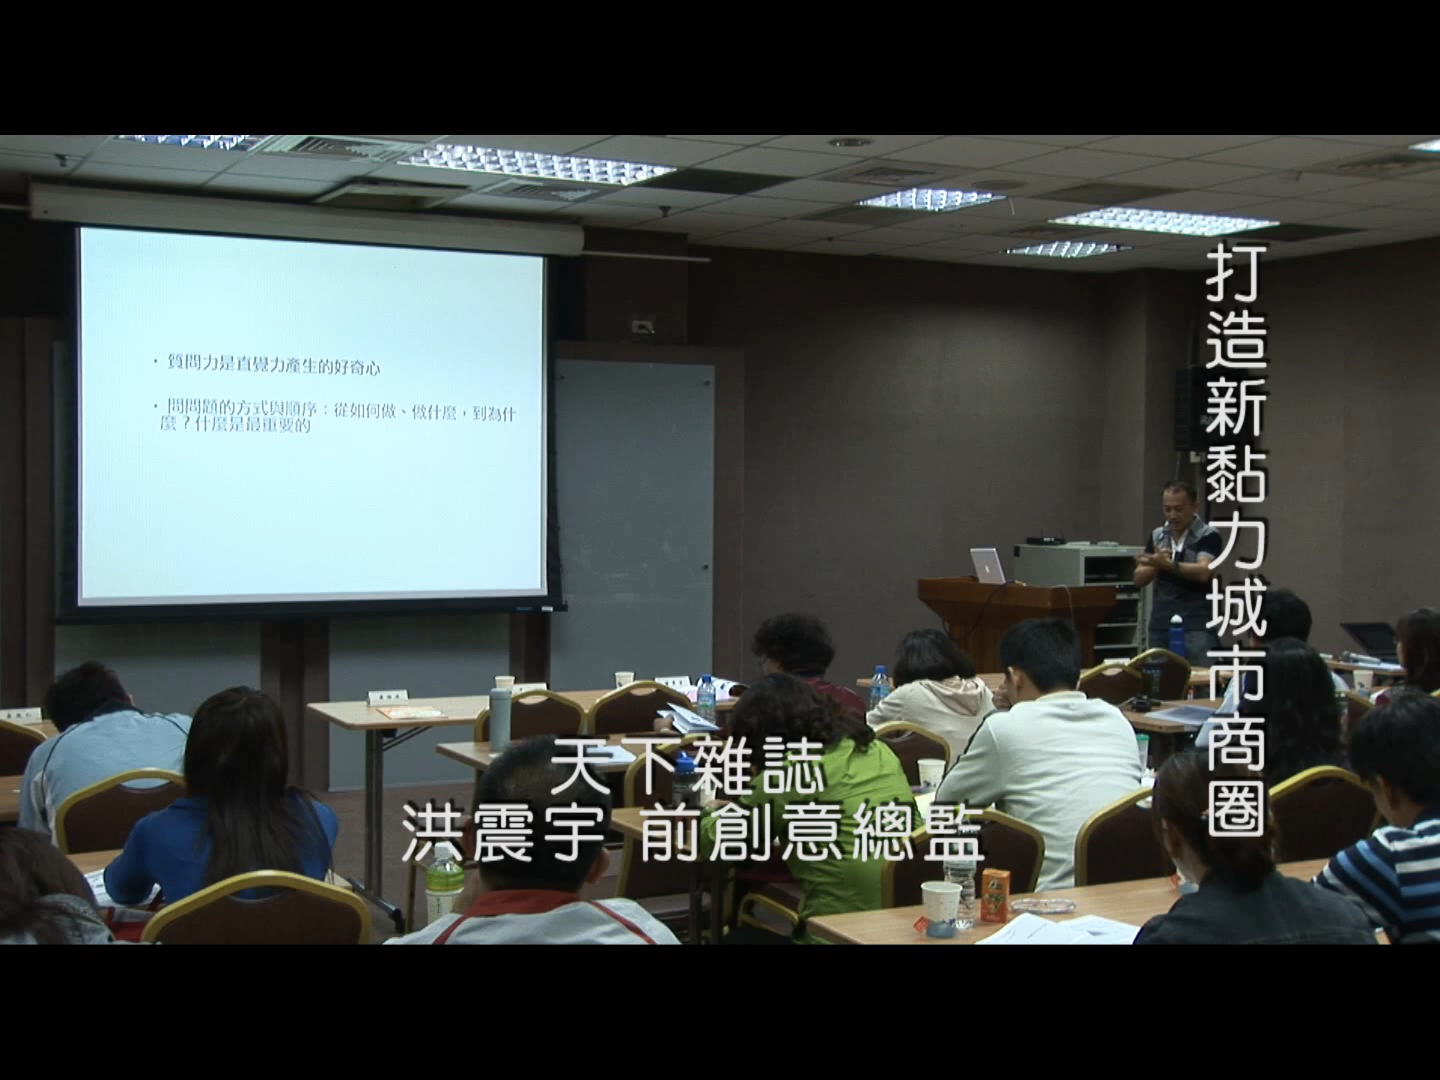 • 質問力是直覺力產生的好奇心
• 問問題的方式與順序：從如何做、做什麼，到為什
麼？什麼是最重要的
打造新黏力城市商圈
天下雜誌
洪震宇 前創意總監